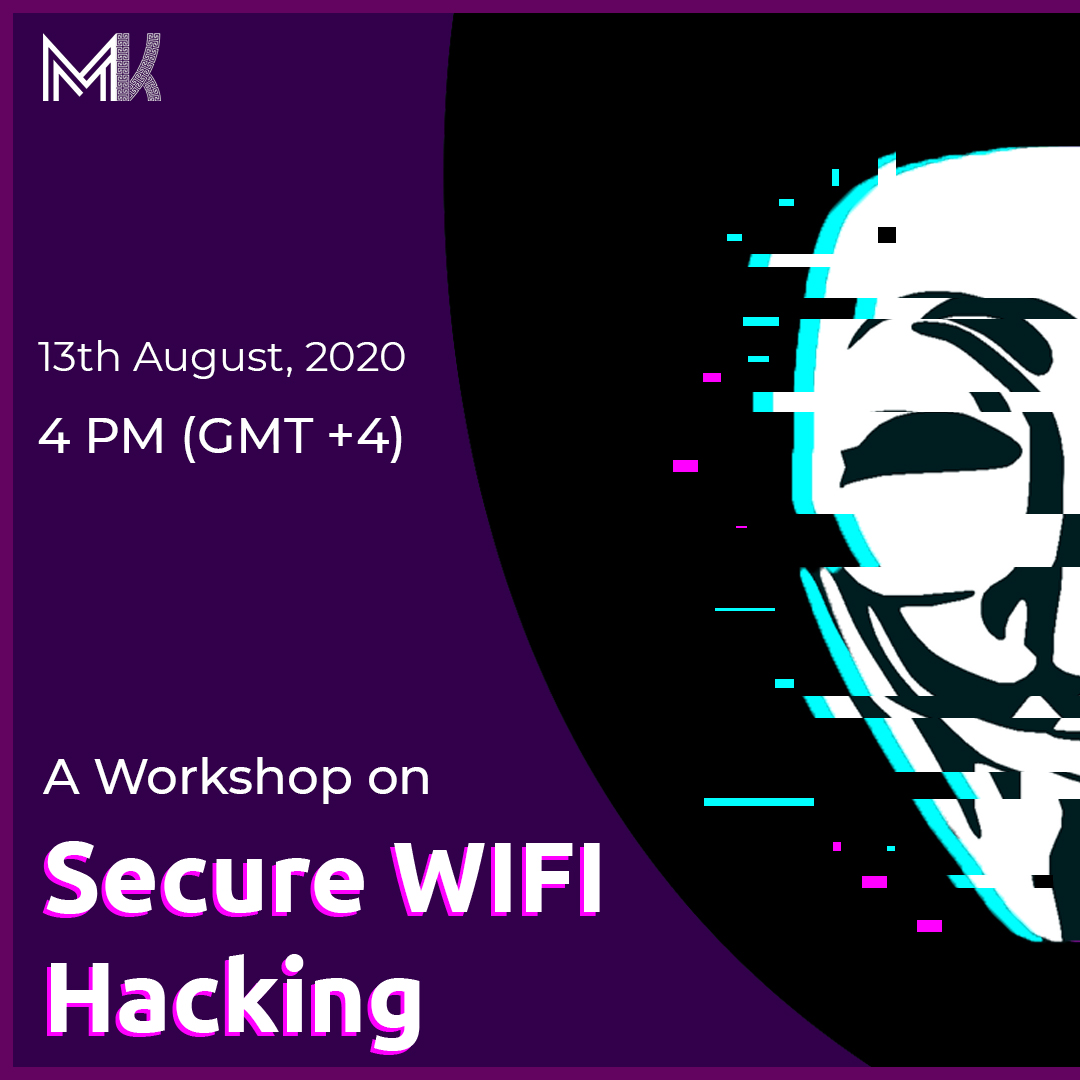 MK
13th August, 2020
4 PM (GMT +4)
A Workshop on
Secure WIFI
Hacking